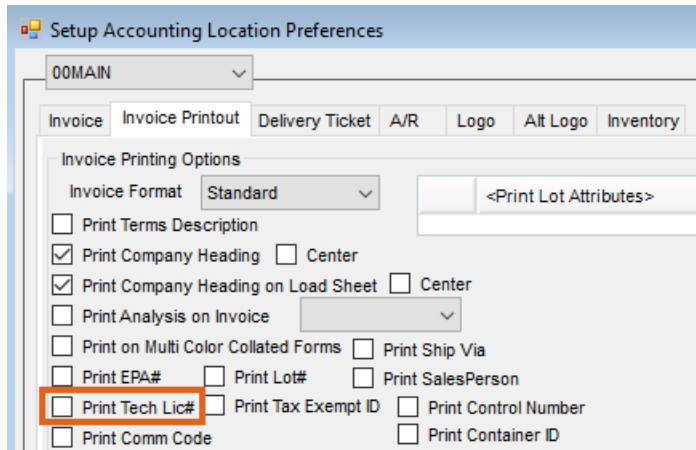 Setup Accounting Location Preferences
00MAIN
Invoice Invoice Printout Delivery Ticket A/R Logo Alt Logo Inventory
Invoice Printing Options
Invoice Format Standard <Print Lot Attributes>
Print Terms Description
Print Company Heading Center
Print Company Heading on Load Sheet Center
Print Analysis on Invoice
Print on Multi Color Collated Forms Print Ship Via
Print EPA# Print Lot# Print SalesPerson
Print Tech Lic# Print Tax Exempt ID Print Control Number
Print Comm Code Print Container ID